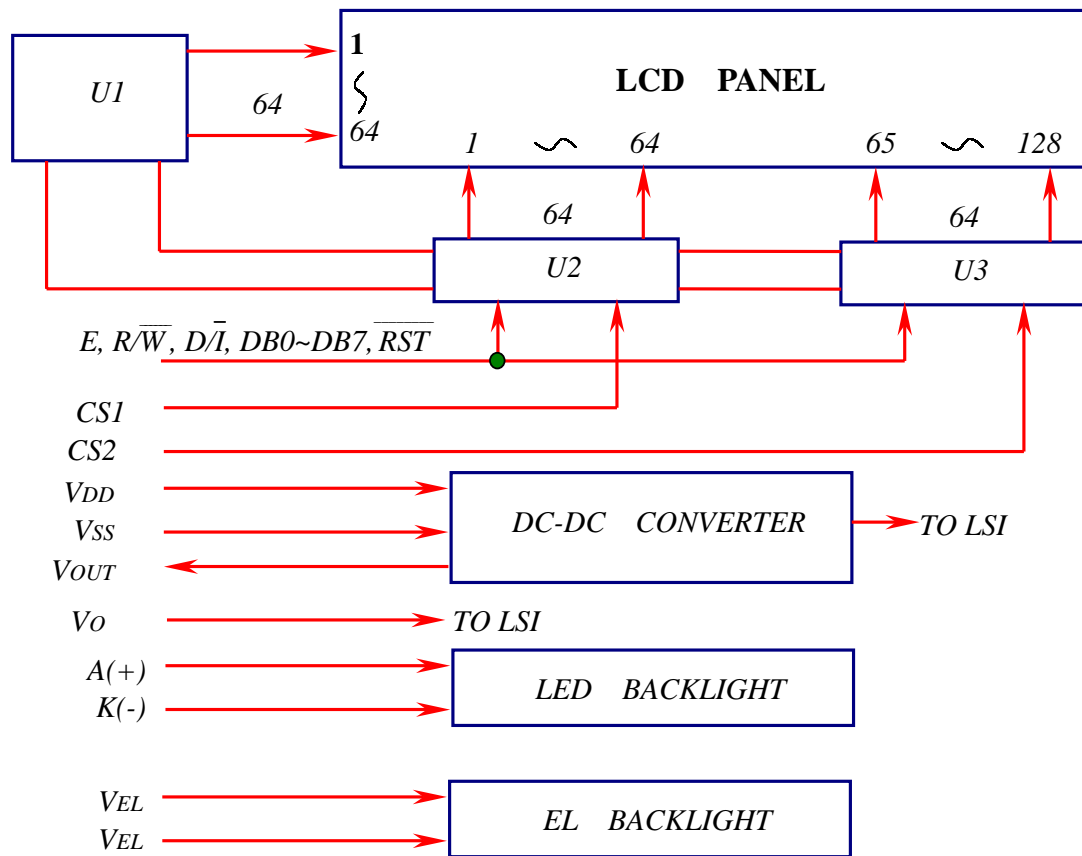 U1
64
1
64
LCD PANEL
1 64 65 128
64 64
U2 U3
E, R/W̅, D/I̅, DB0~DB7, R̅S̅T̅
CS1
CS2
VDD
VSS
VOUT
DC-DC CONVERTER
TO LSI
VO TO LSI
A(+)
K(-)
LED BACKLIGHT
VEL
VEL
EL BACKLIGHT